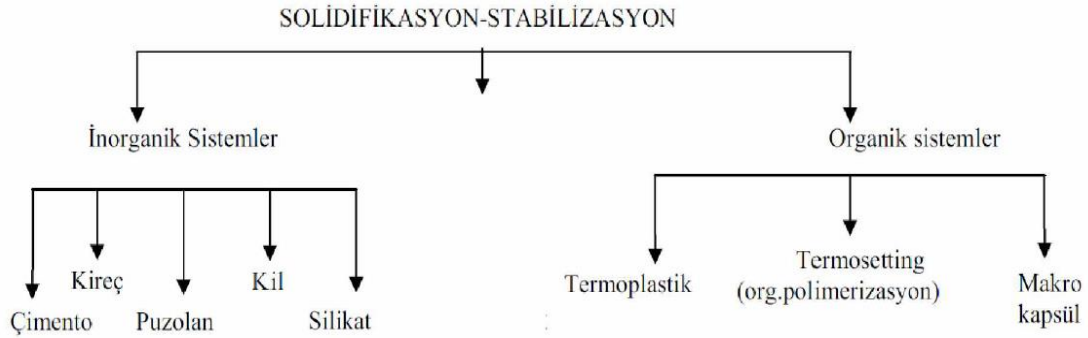 SOLİDİFİKASYON-STABİLİZASYON
İnorganik Sistemler
Organik sistemler
Kireç
Kil
Çimento
Puzolan
Silikat
Termoplastik
Termosetting
(org.polimerizasyon)
Makro
kapsül